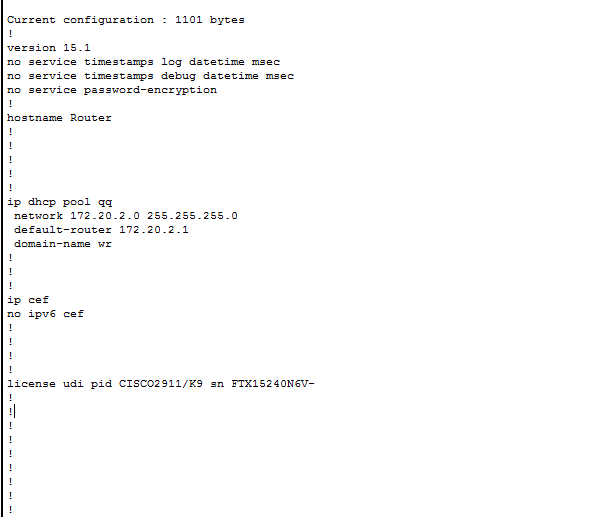 Current configuration : 1101 bytes
!
version 15.1
no service timestamps log datetime msec
no service timestamps debug datetime msec
no service password-encryption
!
hostname Router
!
!
!
!
!
ip dhcp pool qq
 network 172.20.2.0 255.255.255.0
 default-router 172.20.2.1
 domain-name wr
!
!
!
ip cef
no ipv6 cef
!
!
!
!
license udi pid CISCO2911/K9 sn FTX15240N6V-
!
!
!
!
!
!
!
!
!